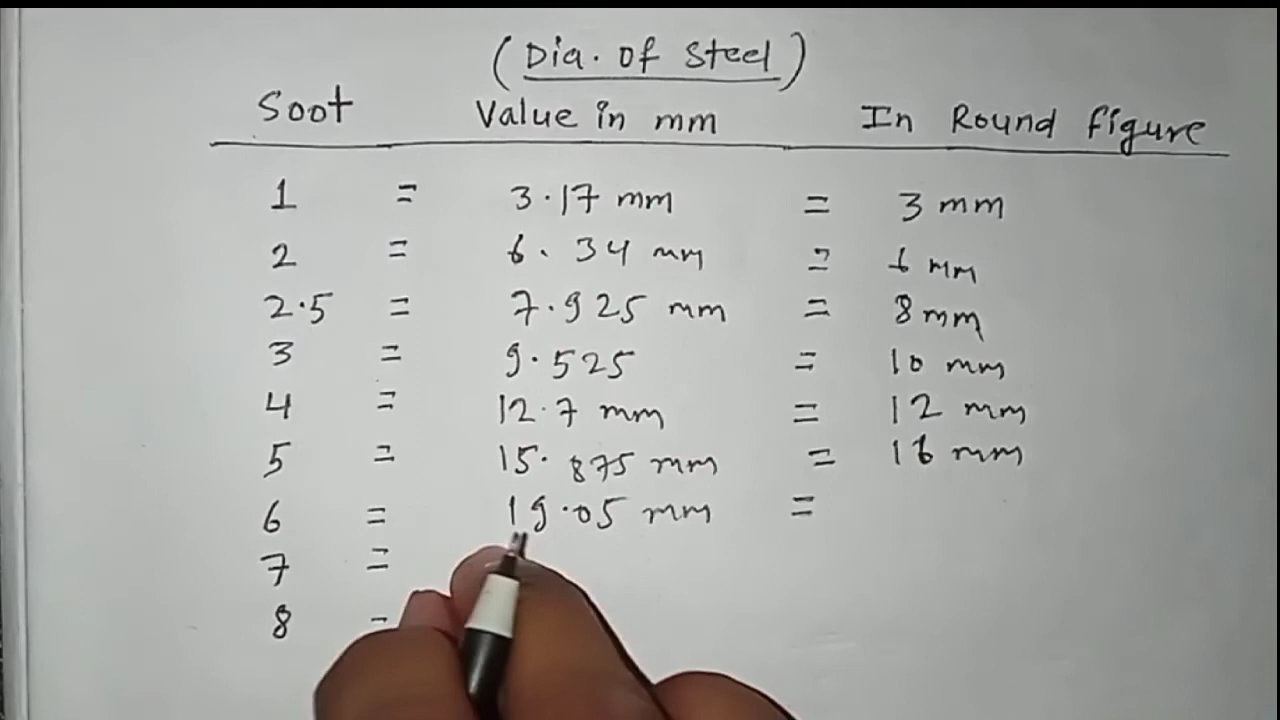 (Dia. of Steel)
Soot Value in mm In Round figure
1 = 3.17 mm = 3 mm
2 = 6.34 mm = 6 mm
2.5 = 7.925 mm = 8 mm
3 = 9.525 = 10 mm
4 = 12.7 mm = 12 mm
5 = 15.875 mm = 16 mm
6 = 19.05 mm =
7 =
8 -